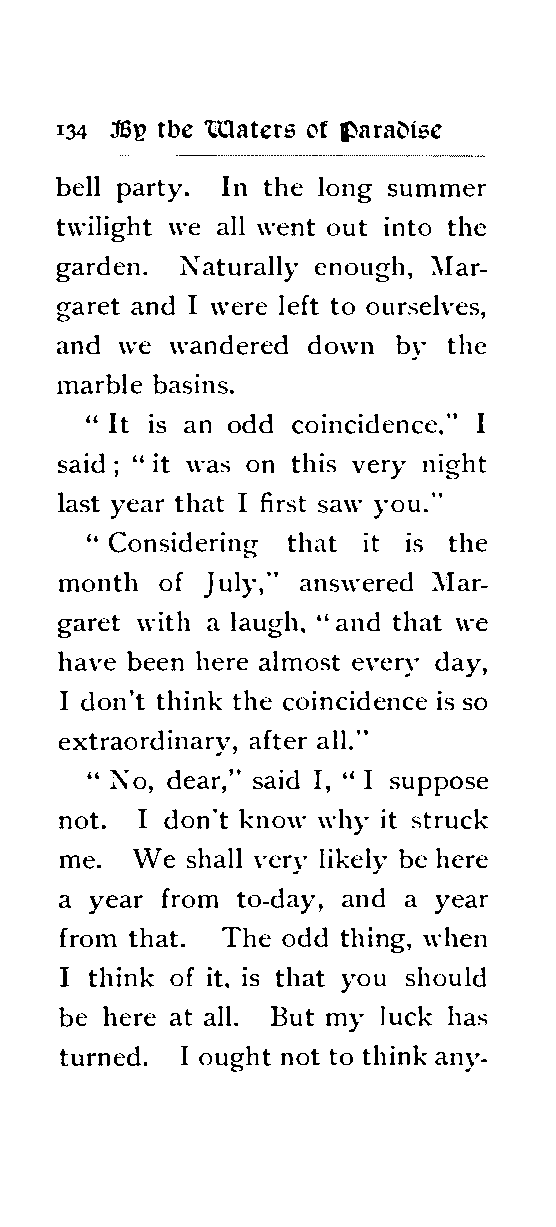 134 By the Waters of Paradise
bell party. In the long summer
twilight we all went out into the
garden. Naturally enough, Mar-
garet and I were left to ourselves,
and we wandered down by the
marble basins.
“ It is an odd coincidence,” I
said ; “ it was on this very night
last year that I first saw you.”
“ Considering that it is the
month of July,” answered Mar-
garet with a laugh, “ and that we
have been here almost every day,
I don't think the coincidence is so
extraordinary, after all.”
“ No, dear,” said I, “ I suppose
not. I don't know why it struck
me. We shall very likely be here
a year from to-day, and a year
from that. The odd thing, when
I think of it, is that you should
be here at all. But my luck has
turned. I ought not to think any-